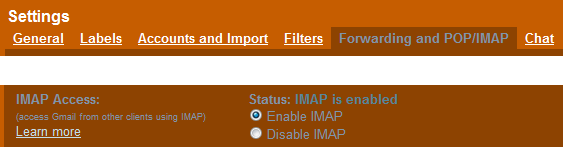 Settings
General Labels Accounts and Import Filters Forwarding and POP/IMAP Chat
IMAP Access: Status: IMAP is enabled
(access Gmail from other clients using IMAP) Enable IMAP
Learn more Disable IMAP